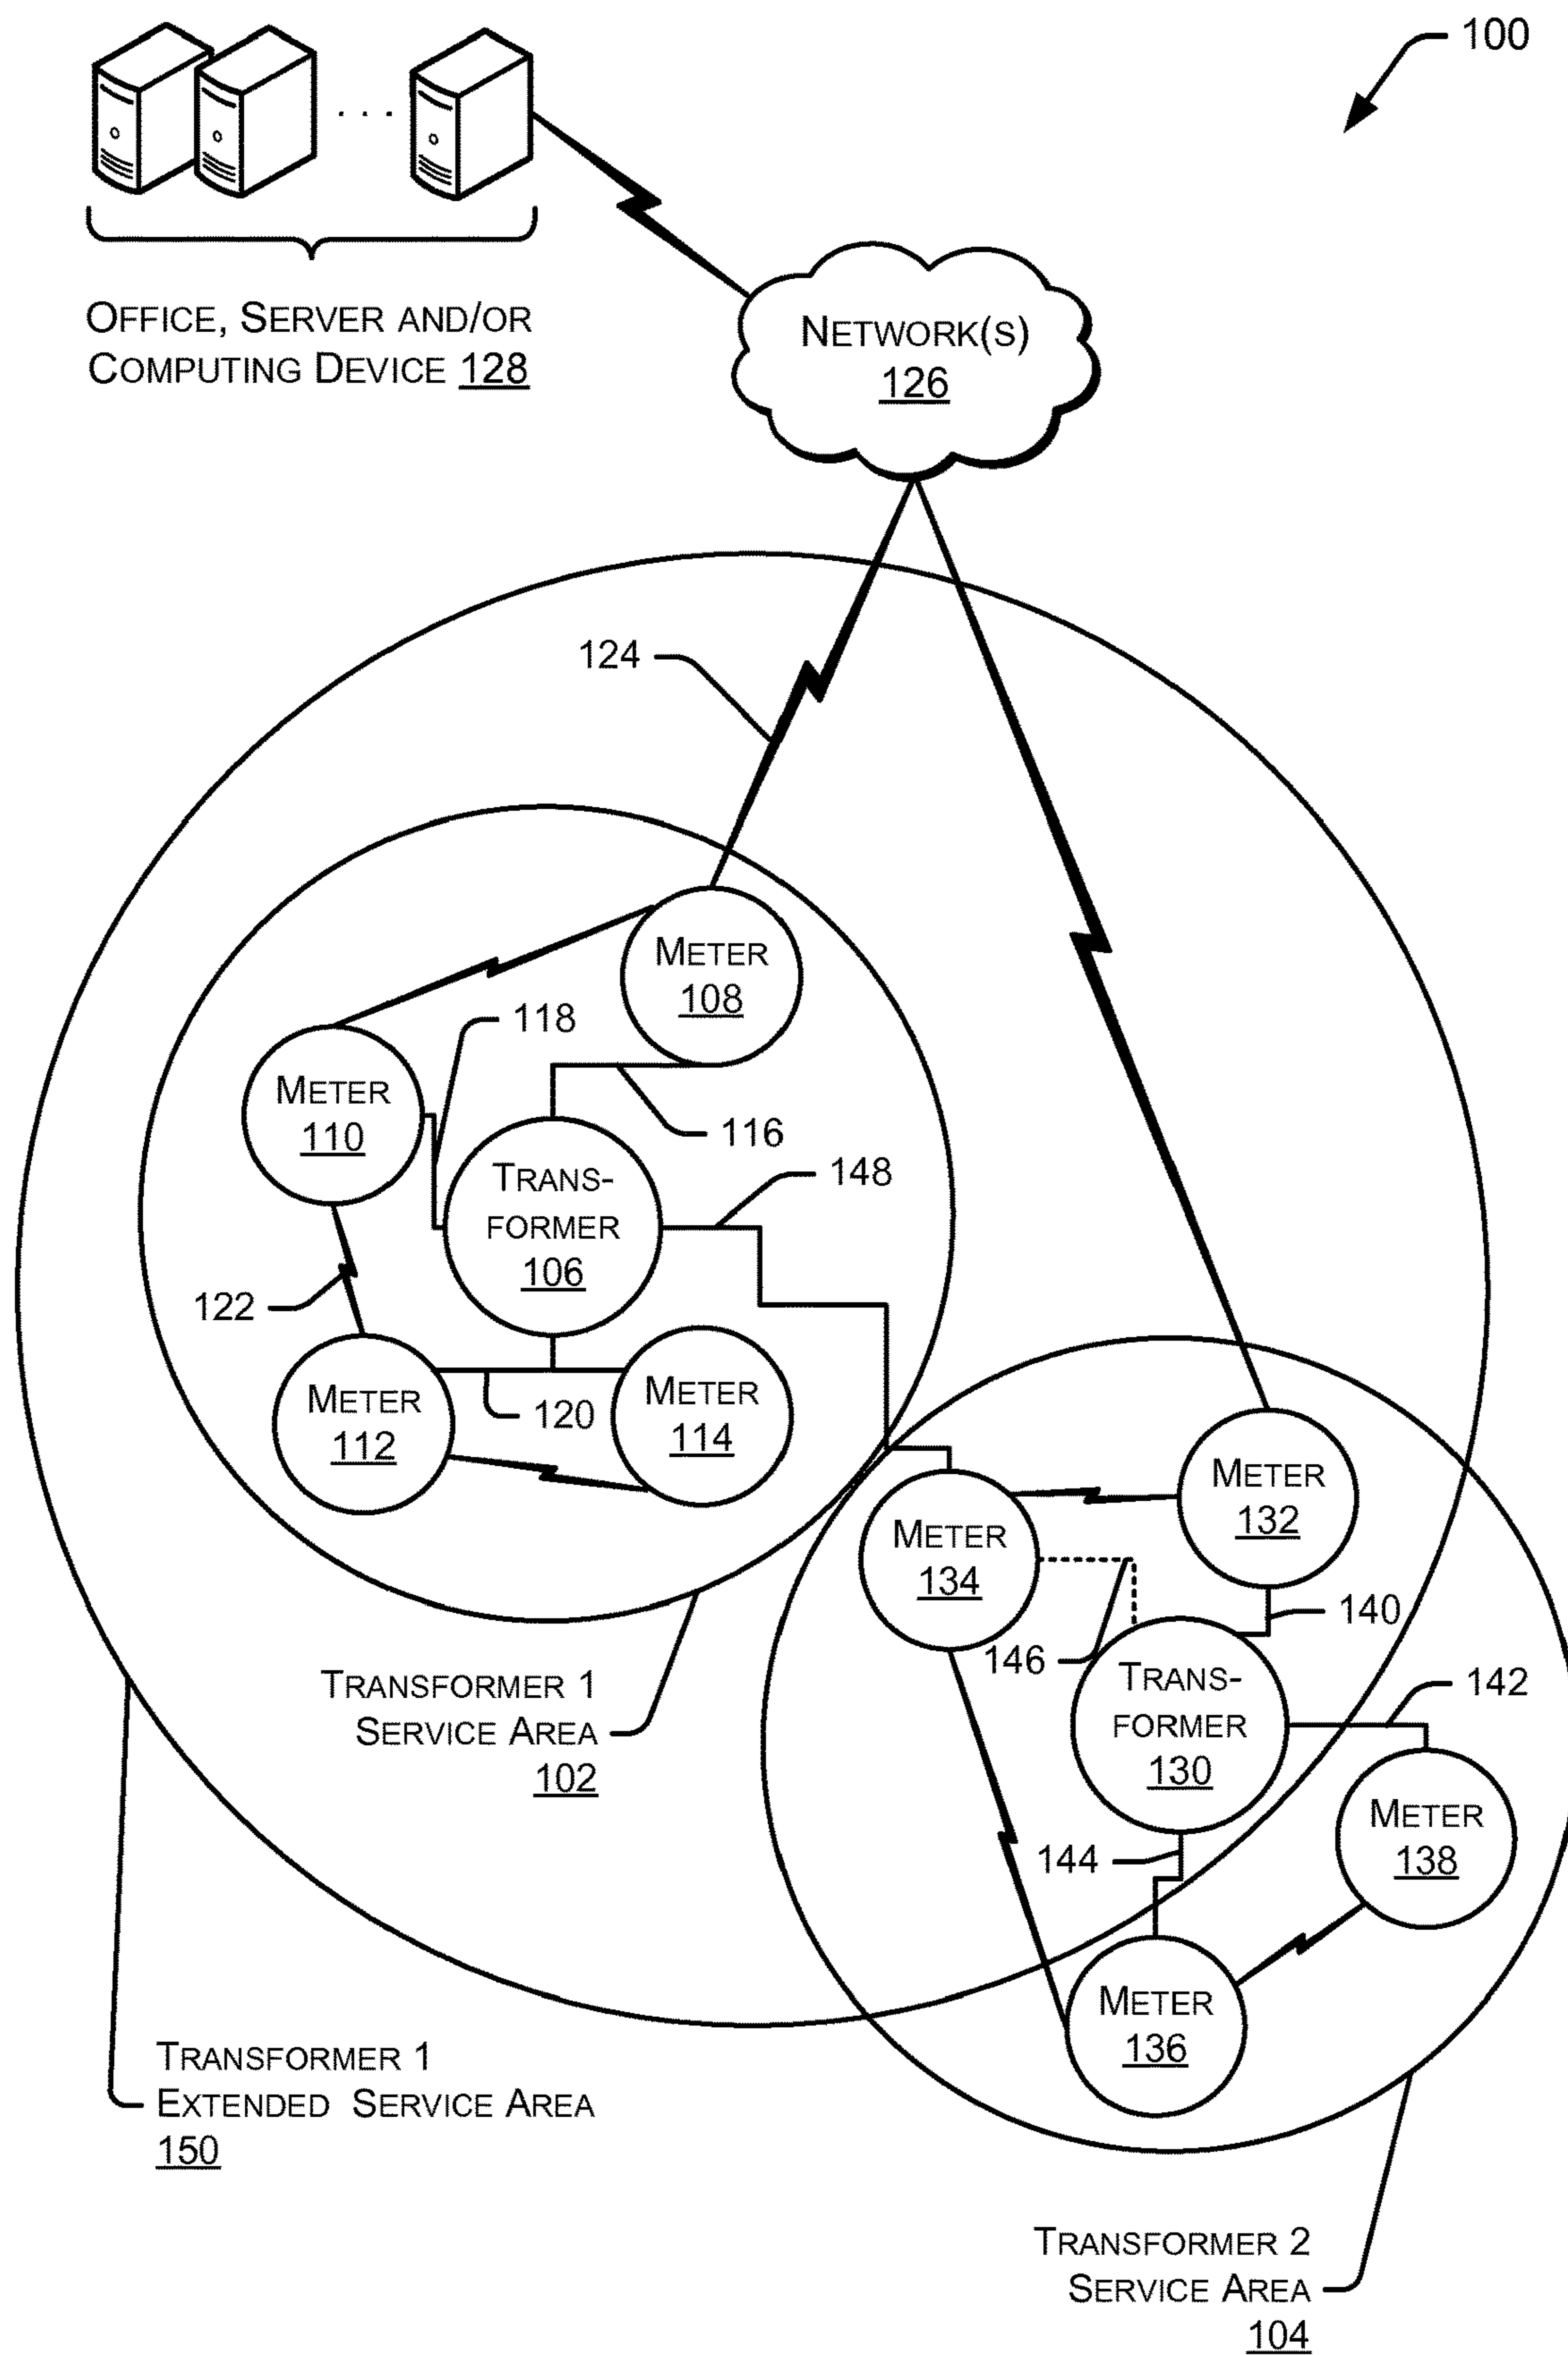 100
. . .
OFFICE, SERVER AND/OR
COMPUTING DEVICE 128
NETWORK(S)
126
124
METER
108
118
METER
110
116
TRANS-
FORMER
106
148
122
METER
112
120
METER
114
METER
132
METER
134
140
146
TRANS-
FORMER
130
142
TRANSFORMER 1
SERVICE AREA
102
144
METER
138
METER
136
TRANSFORMER 1
EXTENDED SERVICE AREA
150
TRANSFORMER 2
SERVICE AREA
104